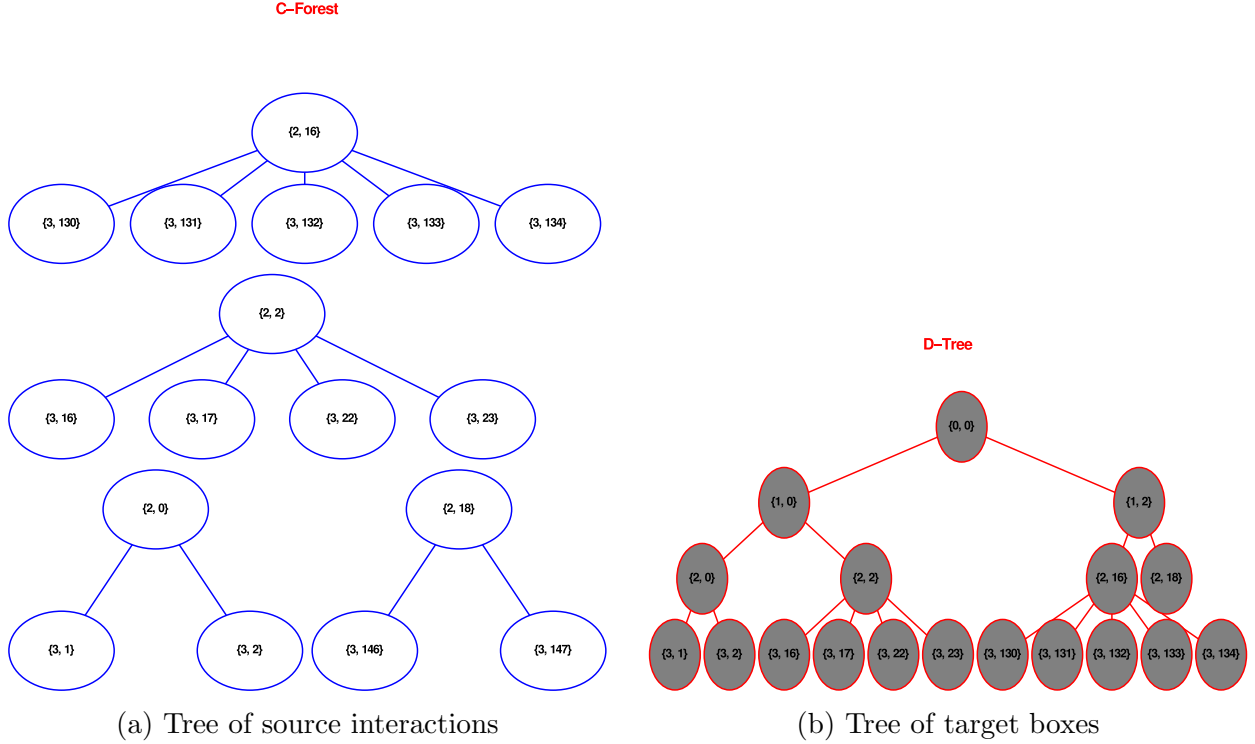 C–Forest
{2, 16}
{3, 130} {3, 131} {3, 132} {3, 133} {3, 134}
{2, 2}
{3, 16} {3, 17} {3, 22} {3, 23}
{2, 0} {2, 18}
{3, 1} {3, 2} {3, 146} {3, 147}
(a) Tree of source interactions
D–Tree
{0, 0}
{1, 0} {1, 2}
{2, 0} {2, 2} {2, 16} {2, 18}
{3, 1} {3, 2} {3, 16} {3, 17} {3, 22} {3, 23} {3, 130} {3, 131} {3, 132} {3, 133} {3, 134}
(b) Tree of target boxes